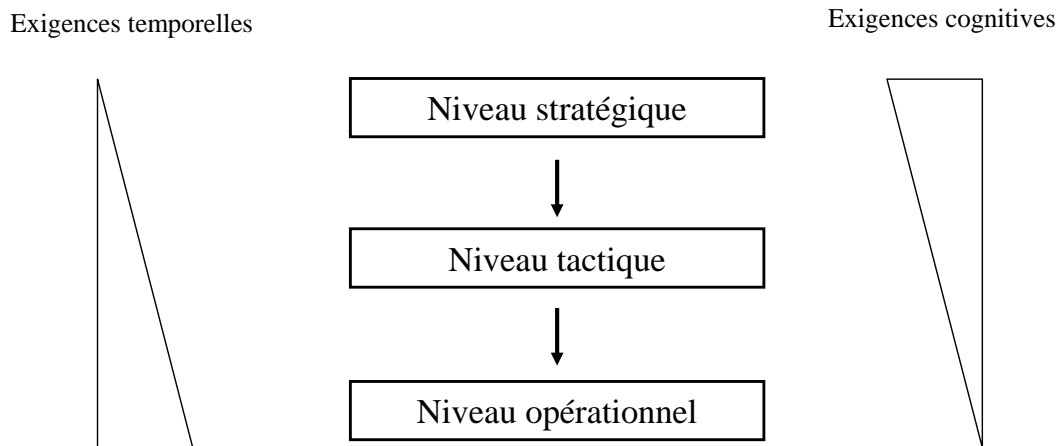 Exigences temporelles
Exigences cognitives
Niveau stratégique
Niveau tactique
Niveau opérationnel